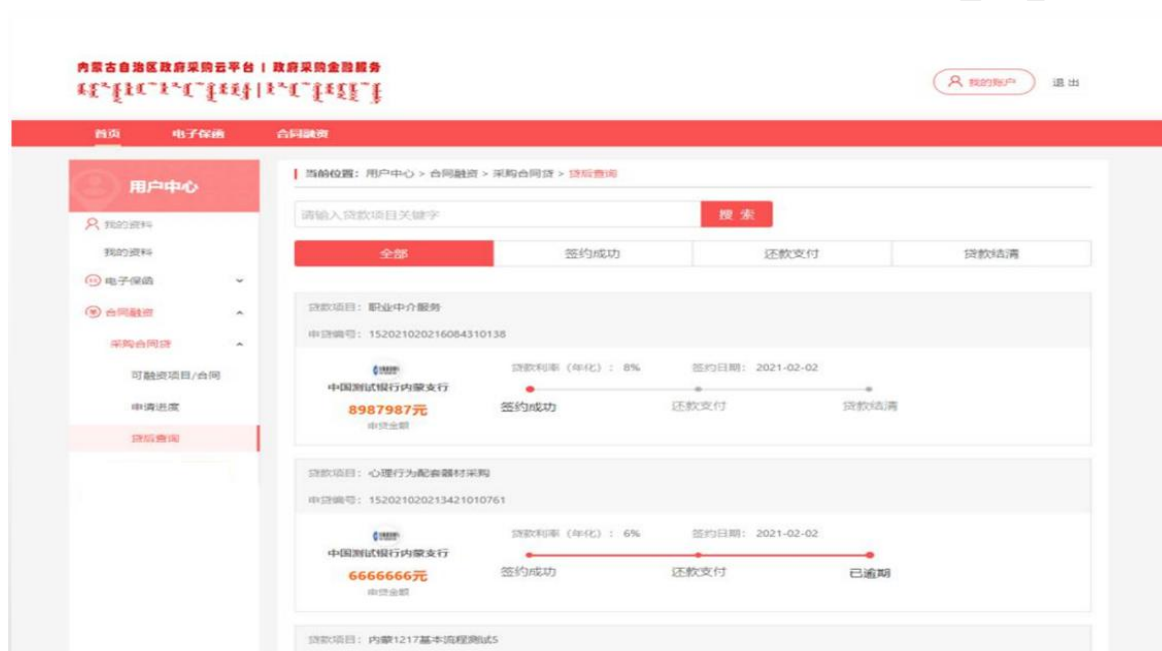 内蒙古自治区政府采购云平台 | 政府采购金融服务
我的账户 退出
首页 电子保函 合同融资
用户中心
当前位置：用户中心 > 合同融资 > 采购合同贷 > 贷后查询
请输入贷款项目关键字 搜索
我的资料
我的资料
电子保函
合同融资
采购合同贷
可融资项目/合同
申请进度
贷后查询
全部 签约成功 还款支付 贷款结清
贷款项目：职业中介服务
申贷编号：152021020216084310138
中国测试银行内蒙支行
8987987元
申贷金额
贷款利率（年化）：8% 签约日期：2021-02-02
签约成功 还款支付 贷款结清
贷款项目：心理行为配套器材采购
申贷编号：152021020213421010761
中国测试银行内蒙支行
6666666元
申贷金额
贷款利率（年化）：6% 签约日期：2021-02-02
签约成功 还款支付 已逾期
贷款项目：内蒙1217基本流程测试5